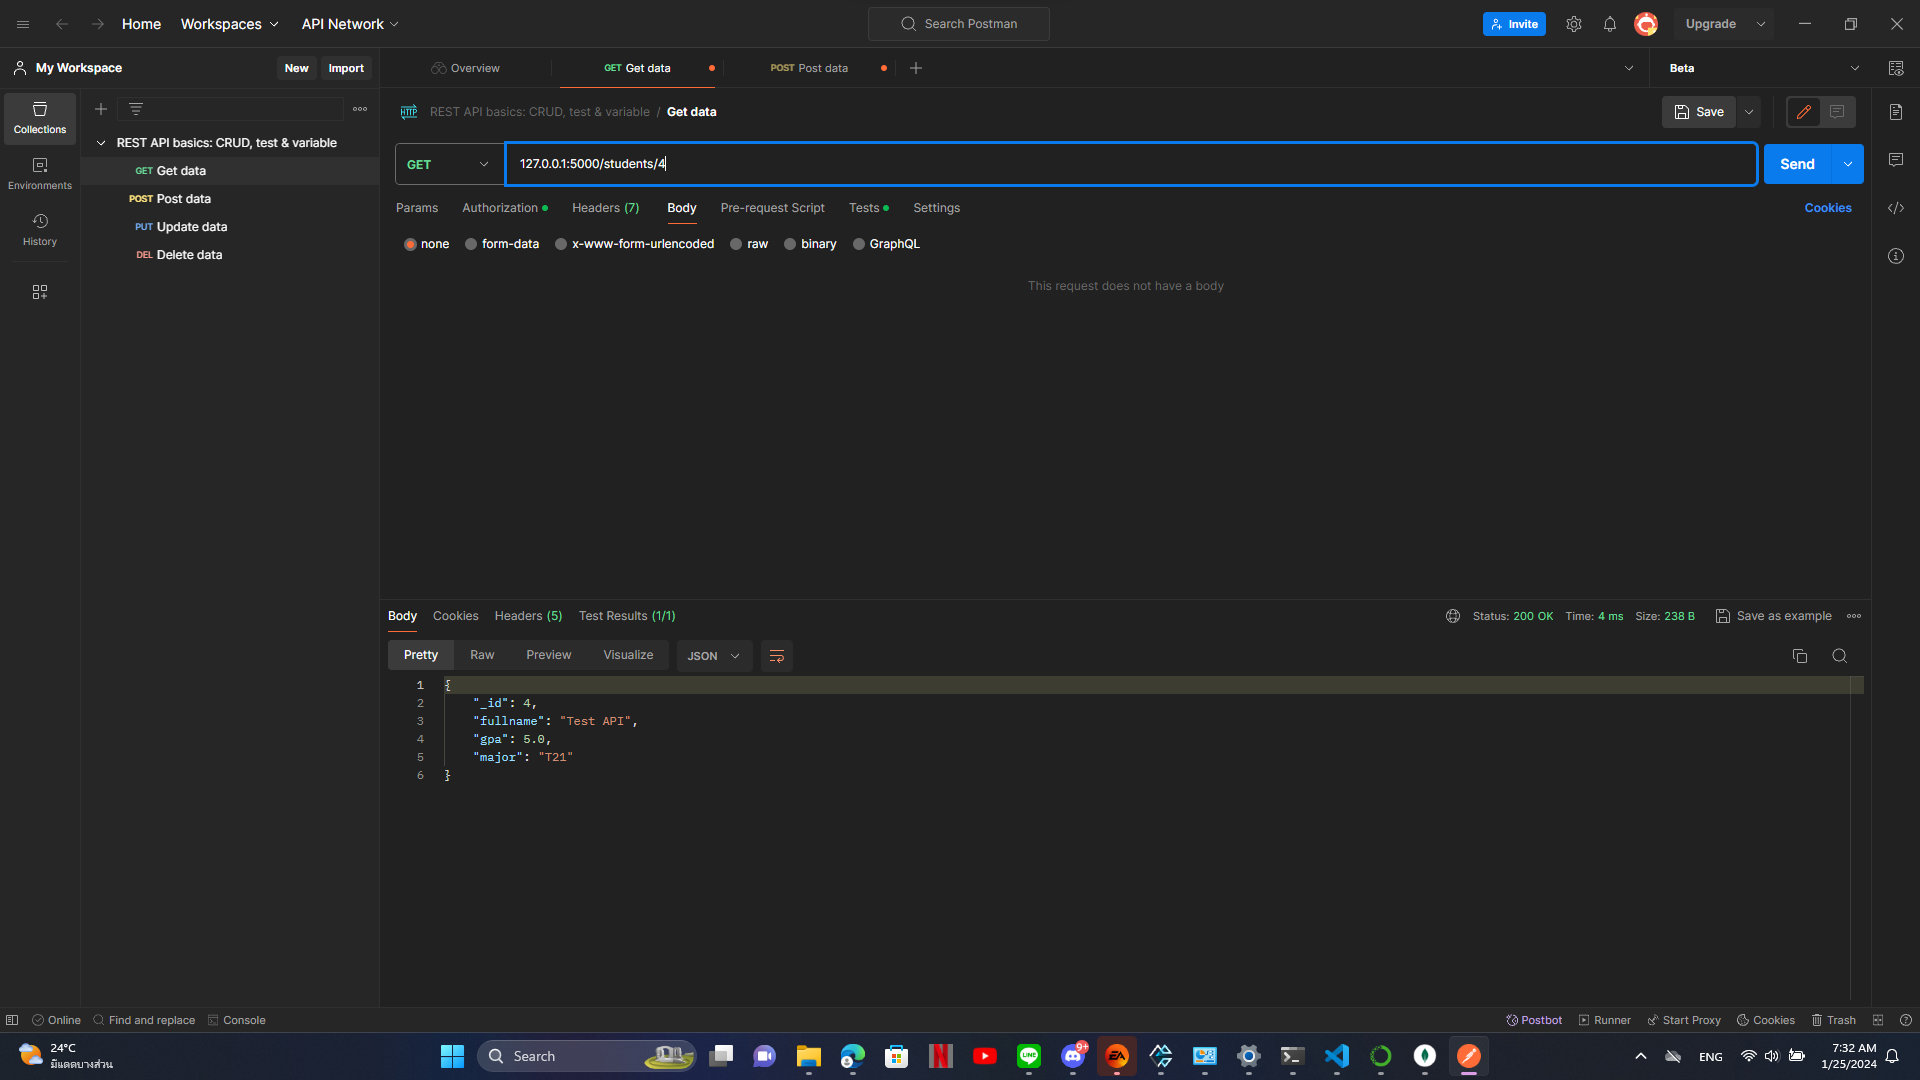 Home Workspaces API Network Search Postman Invite Upgrade
My Workspace New Import Overview GET Get data POST Post data Beta
Collections
Environments
History
REST API basics: CRUD, test & variable
GET Get data
POST Post data
PUT Update data
DEL Delete data
HTTP REST API basics: CRUD, test & variable / Get data Save
GET 127.0.0.1:5000/students/4 Send
Params Authorization Headers (7) Body Pre-request Script Tests Settings Cookies
none form-data x-www-form-urlencoded raw binary GraphQL
This request does not have a body
Body Cookies Headers (5) Test Results (1/1) Status: 200 OK Time: 4 ms Size: 238 B Save as example
Pretty Raw Preview Visualize JSON
1 {
2 "_id": 4,
3 "fullname": "Test API",
4 "gpa": 5.0,
5 "major": "T21"
6 }
Online Find and replace Console Postbot Runner Start Proxy Cookies Trash
24°C
มีแดดบางส่วน
Search
N
LINE
9+
EA
ENG
7:32 AM
1/25/2024